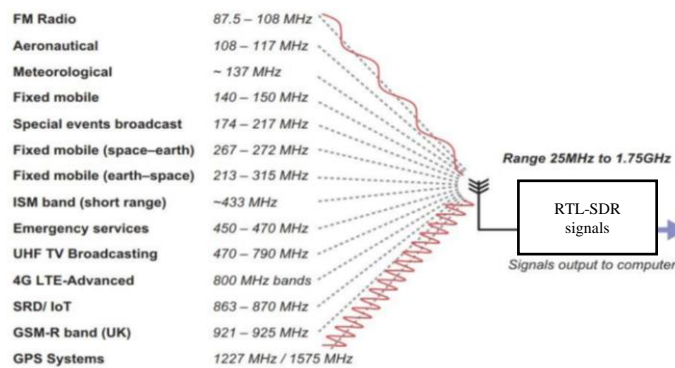 FM Radio 87.5 – 108 MHz
Aeronautical 108 – 117 MHz
Meteorological ~ 137 MHz
Fixed mobile 140 – 150 MHz
Special events broadcast 174 – 217 MHz
Fixed mobile (space–earth) 267 – 272 MHz
Fixed mobile (earth–space) 213 – 315 MHz
ISM band (short range) ~433 MHz
Emergency services 450 – 470 MHz
UHF TV Broadcasting 470 – 790 MHz
4G LTE-Advanced 800 MHz bands
SRD/ IoT 863 – 870 MHz
GSM-R band (UK) 921 – 925 MHz
GPS Systems 1227 MHz / 1575 MHz
Range 25MHz to 1.75GHz
RTL-SDR
signals
Signals output to computer